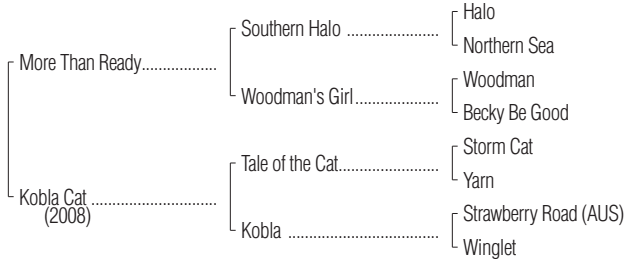 Halo
Southern Halo ....................
Northern Sea
More Than Ready.................
Woodman
Woodman's Girl.....................
Becky Be Good
Storm Cat
Tale of the Cat.........................
Yarn
Kobla Cat ............................
(2008)
Strawberry Road (AUS)
Kobla ....................................
Winglet